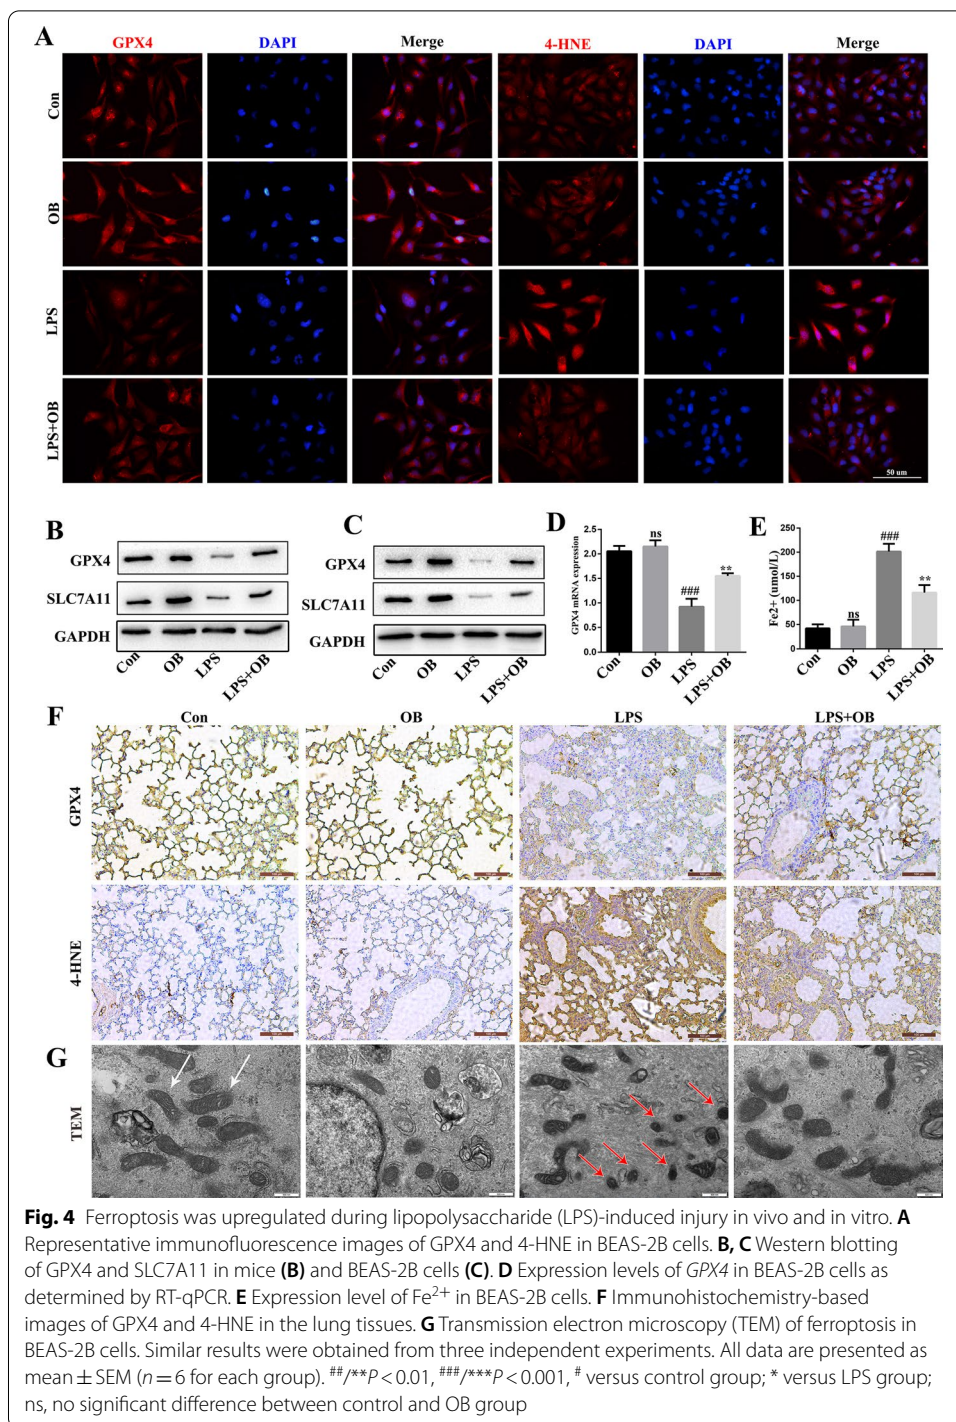 A
GPX4 DAPI Merge 4-HNE DAPI Merge
Con
OB
LPS
LPS+OB
50 um
B
GPX4
SLC7A11
GAPDH
Con OB LPS LPS+OB
C
GPX4
SLC7A11
GAPDH
Con OB LPS LPS+OB
D
GPX4 mRNA expression
2.5
2.0
1.5
1.0
0.5
0.0
ns
###
**
Con OB LPS LPS+OB
E
Fe2+ (umol/L)
250
200
150
100
50
0
ns
###
**
Con OB LPS LPS+OB
F
Con OB LPS LPS+OB
GPX4
4-HNE
G
TEM
Fig. 4 Ferroptosis was upregulated during lipopolysaccharide (LPS)-induced injury in vivo and in vitro. A
Representative immunofluorescence images of GPX4 and 4-HNE in BEAS-2B cells. B, C Western blotting
of GPX4 and SLC7A11 in mice (B) and BEAS-2B cells (C). D Expression levels of GPX4 in BEAS-2B cells as
determined by RT-qPCR. E Expression level of Fe2+ in BEAS-2B cells. F Immunohistochemistry-based
images of GPX4 and 4-HNE in the lung tissues. G Transmission electron microscopy (TEM) of ferroptosis in
BEAS-2B cells. Similar results were obtained from three independent experiments. All data are presented as
mean ± SEM (n = 6 for each group). ##/**P < 0.01, ###/***P < 0.001, # versus control group; * versus LPS group;
ns, no significant difference between control and OB group